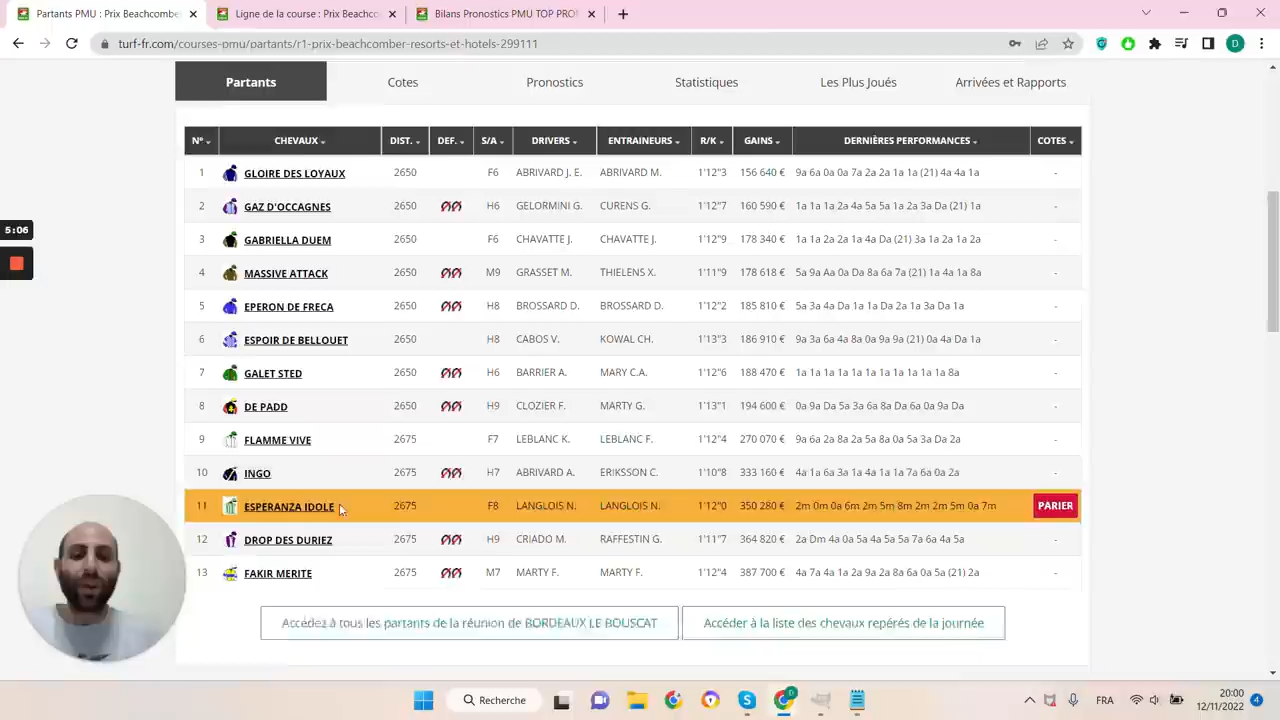 Partants PMU : Prix Beachcombe
Ligne de course du Prix Beachco
Bilans Pronostics PMU TOP PRO
turf-fr.com/courses-pmu/partants/r1-prix-beachcomber-resorts-et-hotels-299111
D
Partants Cotes Pronostics Statistiques Les Plus Joués Arrivées et Rapports
N° CHEVAUX DIST. DEF. S/A DRIVERS ENTRAINEURS R/K GAINS DERNIÈRES PERFORMANCES COTES
1 GLOIRE DES LOYAUX 2650 F6 ABRIVARD J. E. ABRIVARD M. 1'12"3 156 640 € 9a 6a 0a 0a 7a 2a 2a 1a 1a (21) 4a 4a 1a -
2 GAZ D'OCCAGNES 2650 H6 GELORMINI G. CURENS G. 1'12"7 160 590 € 1a 1a 1a 2a 4a 5a 5a 1a 2a 3a Da (21) 1a -
3 GABRIELLA DUEM 2650 F6 CHAVATTE J. CHAVATTE J. 1'12"9 178 340 € 1a 1a 2a 2a 1a 4a Da (21) 3a 1a 2a 1a 2a -
4 MASSIVE ATTACK 2650 M9 GRASSET M. THIELENS X. 1'11"9 178 618 € 5a 9a Aa 0a Da 8a 6a 7a (21) 1a 4a 1a 8a -
5 EPERON DE FRECA 2650 H8 BROSSARD D. BROSSARD D. 1'12"2 185 810 € 5a 3a 4a Da 1a 1a Da 2a 1a 3a Da 1a -
6 ESPOIR DE BELLOUET 2650 H8 CABOS V. KOWAL CH. 1'13"3 186 910 € 9a 3a 6a 4a 8a 0a 9a 9a (21) 0a 4a Da 1a -
7 GALET STED 2650 H6 BARRIER A. MARY C.A. 1'12"6 188 470 € 1a 1a 1a 1a 1a 1a 1a 1a 1a 1a 8a -
8 DE PADD 2650 H9 CLOZIER F. MARTY G. 1'13"1 194 600 € 0a 9a Da 5a 3a 6a 8a Da 6a 0a 9a Da -
9 FLAMME VIVE 2675 F7 LEBLANC K. LEBLANC F. 1'12"4 270 070 € 9a 6a 2a 8a 2a 5a 8a 0a 5a 3a Da 2a -
10 INGO 2675 H7 ABRIVARD A. ERIKSSON C. 1'10"8 333 160 € 4a 1a 6a 3a 1a 4a 1a 1a 7a 6a 0a 2a -
11 ESPERANZA IDOLE 2675 F8 LANGLOIS N. LANGLOIS N. 1'12"0 350 280 € 2m 0m 0a 6m 2m 5m 8m 2m 2m 5m 0a 7m PARIER
12 DROP DES DURIEZ 2675 H9 CRIADO M. RAFFESTIN G. 1'11"7 364 820 € 2a Dm 4a 0a 5a 4a 5a 5a 7a 6a 4a 5a -
13 FAKIR MERITE 2675 M7 MARTY F. MARTY F. 1'12"4 387 700 € 4a 7a 4a 1a 2a 9a 2a 8a 6a 0a 5a (21) 2a -
5:06
Accédez à tous les partants de la réunion de BORDEAUX LE BOUSCAT
Accéder à la liste des chevaux repérés de la journée
Recherche
FRA
20:00
12/11/2022
4